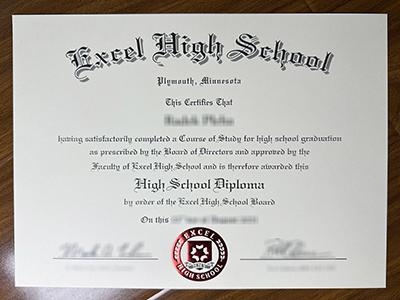 Excel High School
Plymouth, Minnesota
This Certifies That
having satisfactorily completed a Course of Study for high school graduation
as prescribed by the Board of Directors and approved by the
Faculty of Excel High School and is therefore awarded this
High School Diploma
by order of the Excel High School Board
On this
EXCEL
HIGH SCHOOL